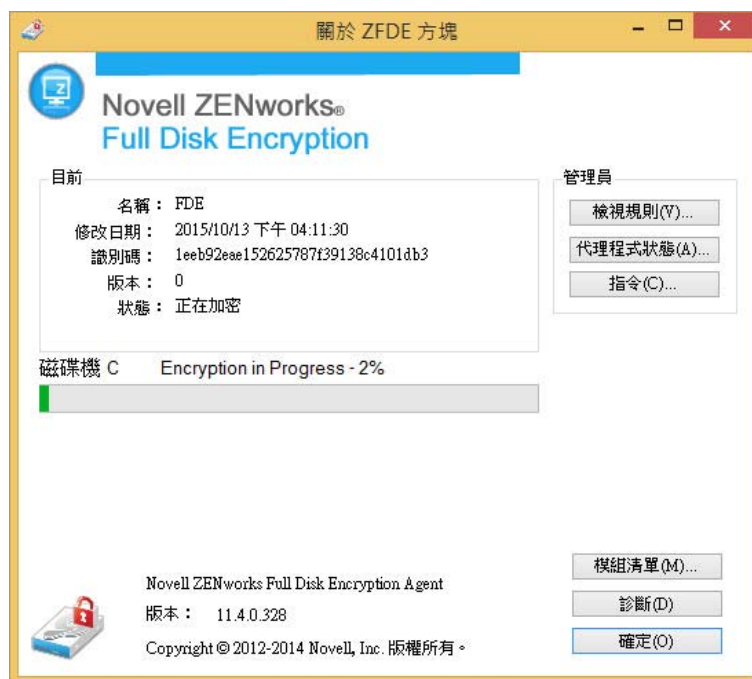 關於 ZFDE 方塊
Novell ZENworks®
Full Disk Encryption
目前
名稱： FDE
修改日期： 2015/10/13 下午 04:11:30
識別碼： 1eeb92eae152625787f39138c4101db3
版本： 0
狀態： 正在加密
管理員
檢視規則(V)...
代理程式狀態(A)...
指令(C)...
磁碟機 C Encryption in Progress - 2%
Novell ZENworks Full Disk Encryption Agent
版本： 11.4.0.328
Copyright © 2012-2014 Novell, Inc. 版權所有。
模組清單(M)...
診斷(D)
確定(O)